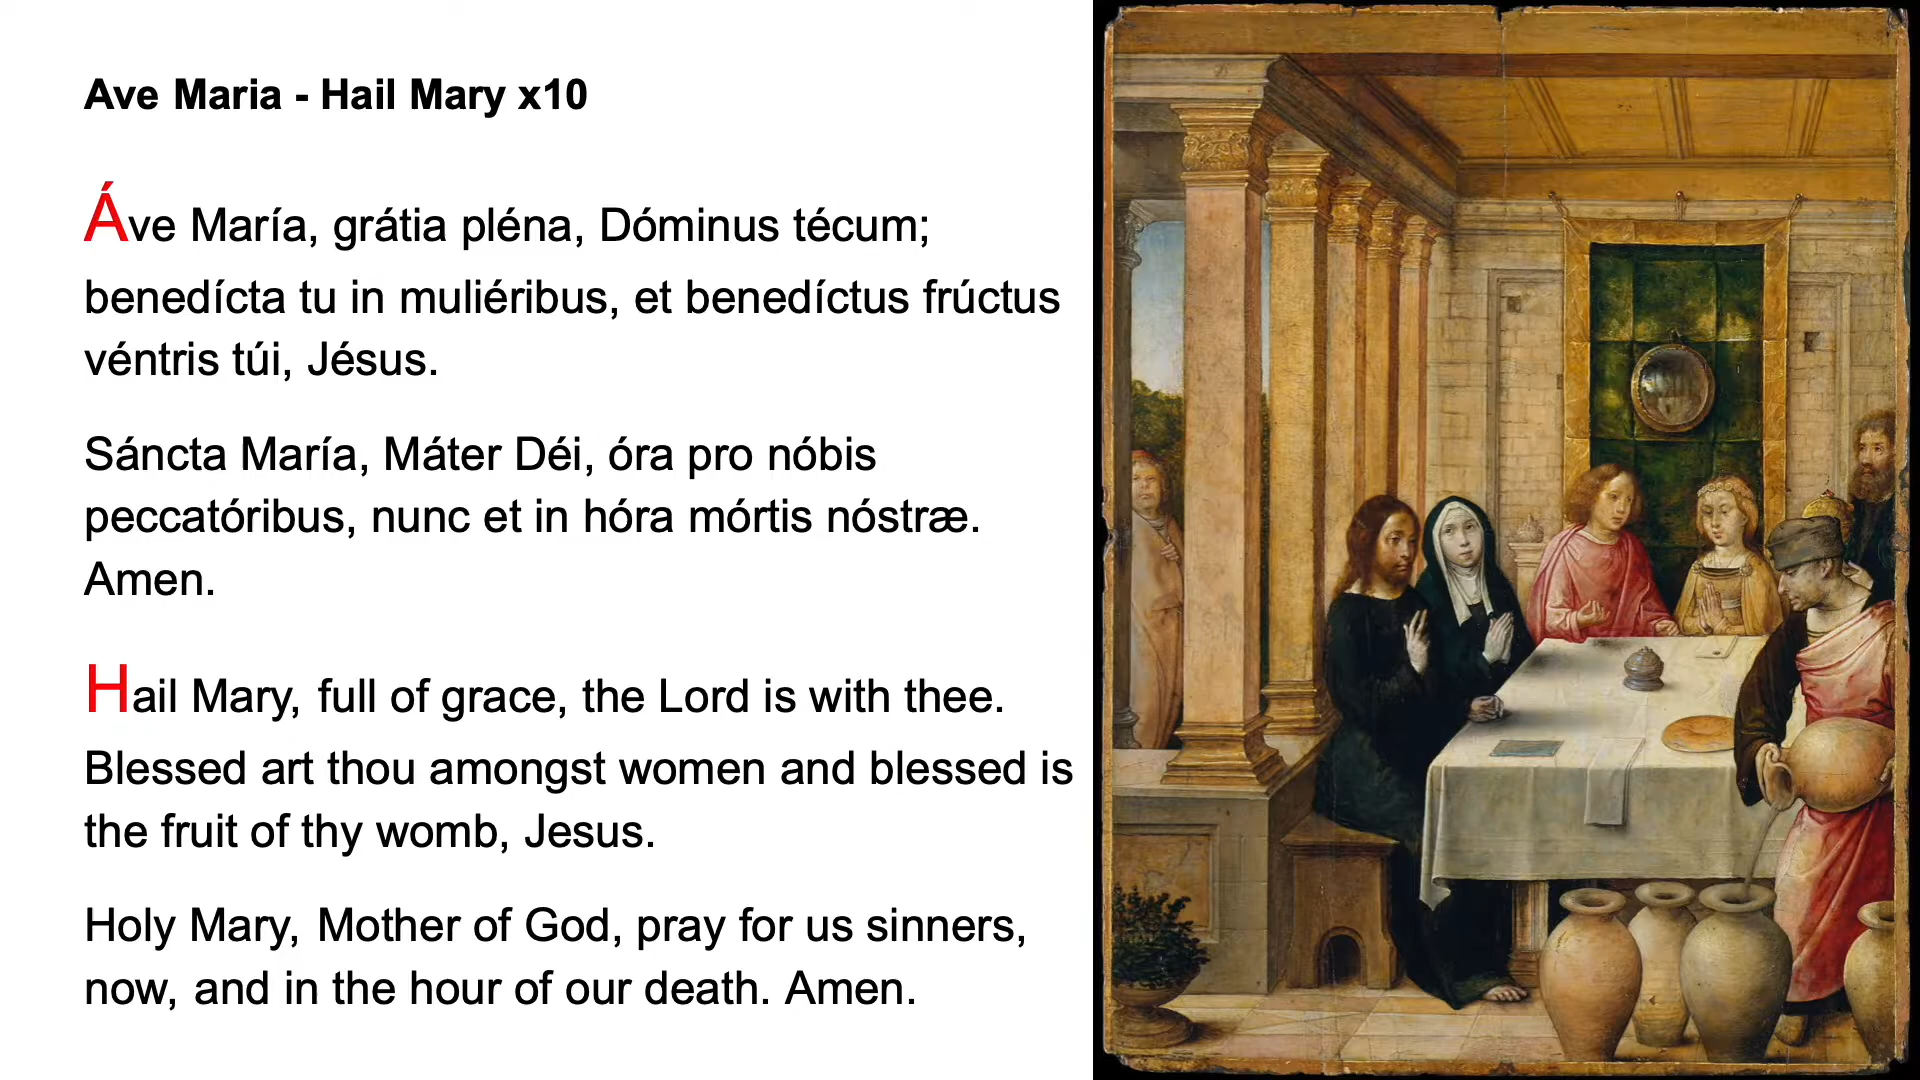 Ave Maria - Hail Mary x10
Áve María, grátia pléna, Dóminus técum;
benedícta tu in muliéribus, et benedíctus frúctus
véntris túi, Jésus.
Sáncta María, Máter Déi, óra pro nóbis
peccatóribus, nunc et in hóra mórtis nóstræ.
Amen.
Hail Mary, full of grace, the Lord is with thee.
Blessed art thou amongst women and blessed is
the fruit of thy womb, Jesus.
Holy Mary, Mother of God, pray for us sinners,
now, and in the hour of our death. Amen.